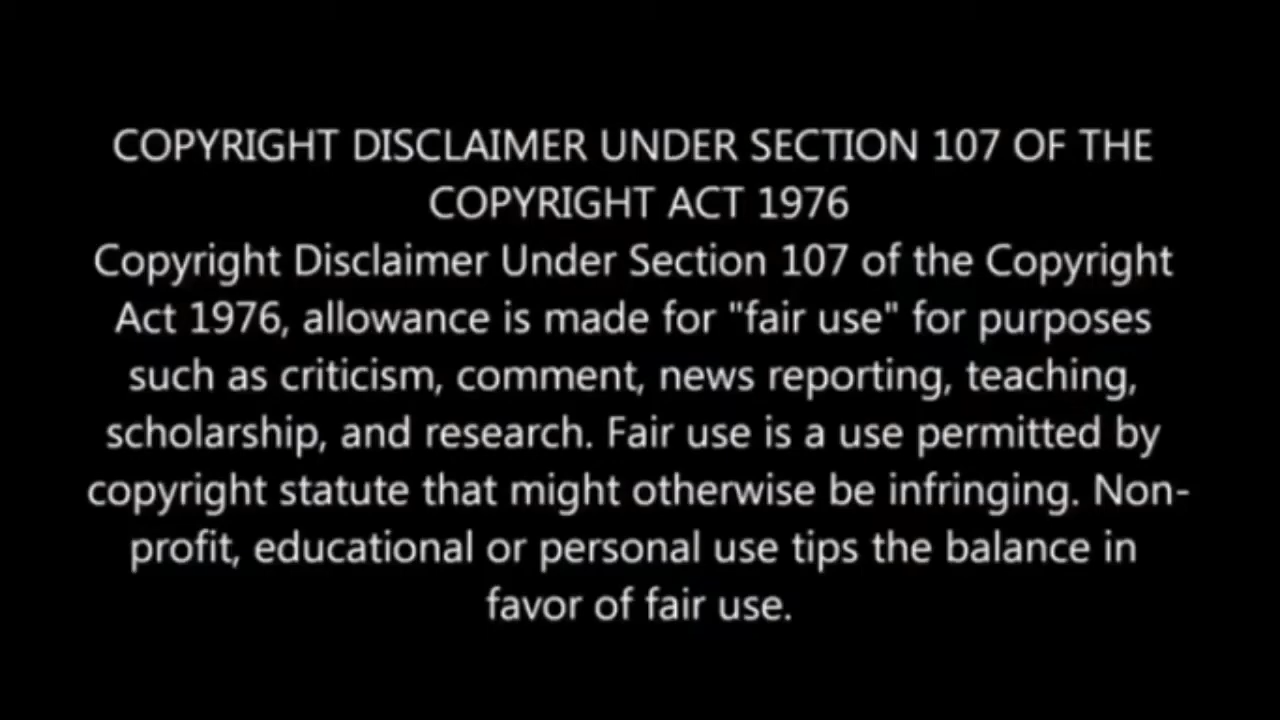 COPYRIGHT DISCLAIMER UNDER SECTION 107 OF THE
COPYRIGHT ACT 1976
Copyright Disclaimer Under Section 107 of the Copyright
Act 1976, allowance is made for "fair use" for purposes
such as criticism, comment, news reporting, teaching,
scholarship, and research. Fair use is a use permitted by
copyright statute that might otherwise be infringing. Non-
profit, educational or personal use tips the balance in
favor of fair use.